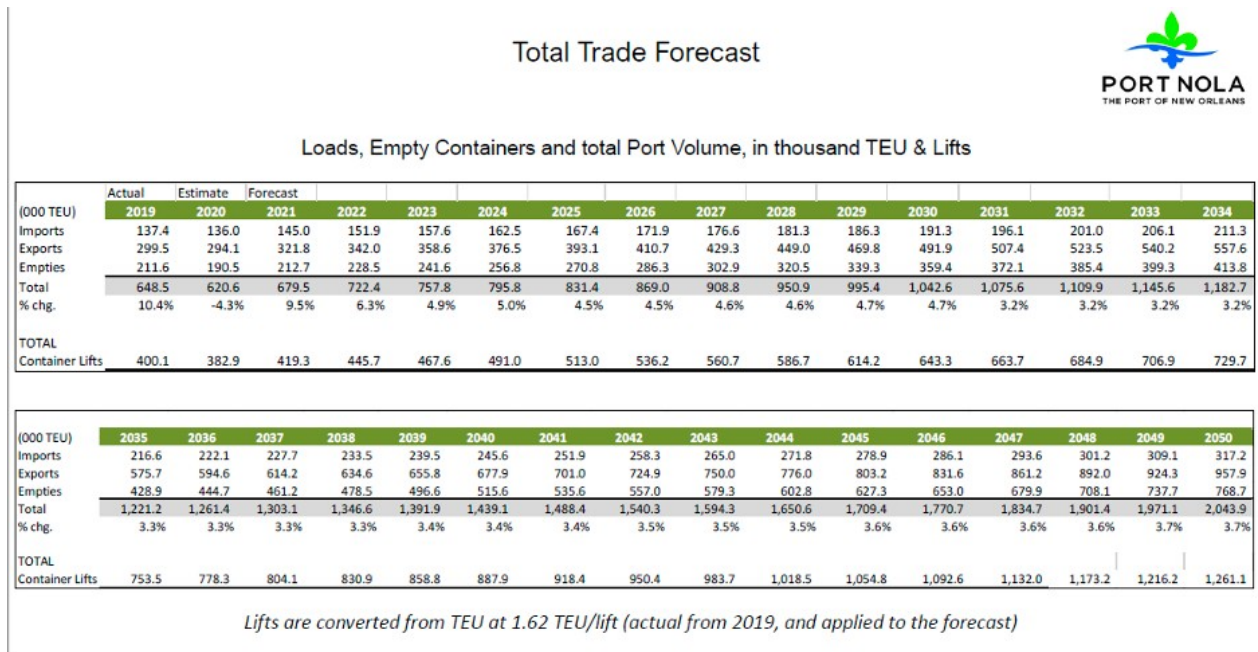 Total Trade Forecast
PORT NOLA
THE PORT OF NEW ORLEANS
Loads, Empty Containers and total Port Volume, in thousand TEU & Lifts
Actual Estimate Forecast
(000 TEU) 2019 2020 2021 2022 2023 2024 2025 2026 2027 2028 2029 2030 2031 2032 2033 2034
Imports 137.4 136.0 145.0 151.9 157.6 162.5 167.4 171.9 176.6 181.3 186.3 191.3 196.1 201.0 206.1 211.3
Exports 299.5 294.1 321.8 342.0 358.6 376.5 393.1 410.7 429.3 449.0 469.8 491.9 507.4 523.5 540.2 557.6
Empties 211.6 190.5 212.7 228.5 241.6 256.8 270.8 286.3 302.9 320.5 339.3 359.4 372.1 385.4 399.3 413.8
Total 648.5 620.6 679.5 722.4 757.8 795.8 831.4 869.0 908.8 950.9 995.4 1,042.6 1,075.6 1,109.9 1,145.6 1,182.7
% chg. 10.4% -4.3% 9.5% 6.3% 4.9% 5.0% 4.5% 4.5% 4.6% 4.6% 4.7% 4.7% 3.2% 3.2% 3.2% 3.2%
TOTAL
Container Lifts 400.1 382.9 419.3 445.7 467.6 491.0 513.0 536.2 560.7 586.7 614.2 643.3 663.7 684.9 706.9 729.7
(000 TEU) 2035 2036 2037 2038 2039 2040 2041 2042 2043 2044 2045 2046 2047 2048 2049 2050
Imports 216.6 222.1 227.7 233.5 239.5 245.6 251.9 258.3 265.0 271.8 278.9 286.1 293.6 301.2 309.1 317.2
Exports 575.7 594.6 614.2 634.6 655.8 677.9 701.0 724.9 750.0 776.0 803.2 831.6 861.2 892.0 924.3 957.9
Empties 428.9 444.7 461.2 478.5 496.6 515.6 535.6 557.0 579.3 602.8 627.3 653.0 679.9 708.1 737.7 768.7
Total 1,221.2 1,261.4 1,303.1 1,346.6 1,391.9 1,439.1 1,488.4 1,540.3 1,594.3 1,650.6 1,709.4 1,770.7 1,834.7 1,901.4 1,971.1 2,043.9
% chg. 3.3% 3.3% 3.3% 3.3% 3.4% 3.4% 3.4% 3.5% 3.5% 3.5% 3.6% 3.6% 3.6% 3.6% 3.7% 3.7%
TOTAL
Container Lifts 753.5 778.3 804.1 830.9 858.8 887.9 918.4 950.4 983.7 1,018.5 1,054.8 1,092.6 1,132.0 1,173.2 1,216.2 1,261.1
Lifts are converted from TEU at 1.62 TEU/lift (actual from 2019, and applied to the forecast)